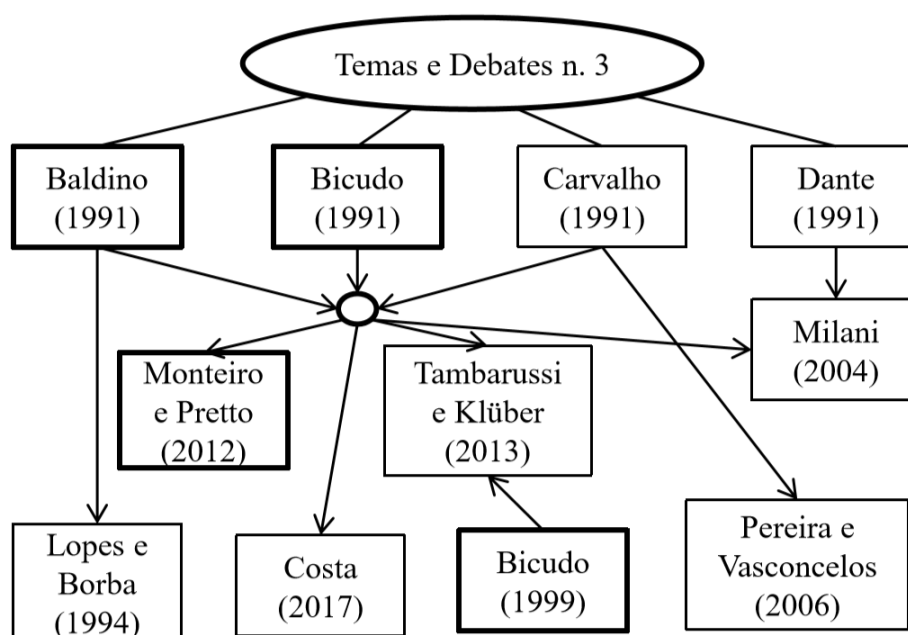 Temas e Debates n. 3
Baldino
(1991)
Bicudo
(1991)
Carvalho
(1991)
Dante
(1991)
Milani
(2004)
Monteiro
e Pretto
(2012)
Tambarussi
e Klüber
(2013)
Lopes e
Borba
(1994)
Costa
(2017)
Bicudo
(1999)
Pereira e
Vasconcelos
(2006)